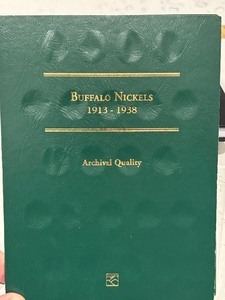 BUFFALO NICKELS
1913 - 1938
Archival Quality